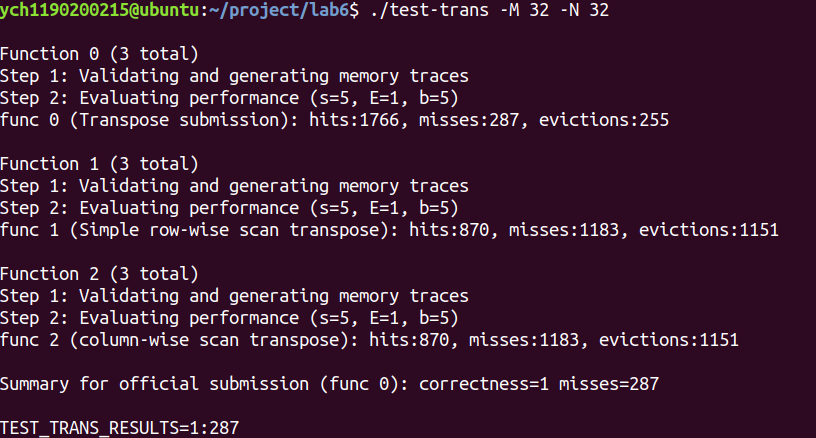 ych1190200215@ubuntu:~/project/lab6$ ./test-trans -M 32 -N 32
Function 0 (3 total)
Step 1: Validating and generating memory traces
Step 2: Evaluating performance (s=5, E=1, b=5)
func 0 (Transpose submission): hits:1766, misses:287, evictions:255
Function 1 (3 total)
Step 1: Validating and generating memory traces
Step 2: Evaluating performance (s=5, E=1, b=5)
func 1 (Simple row-wise scan transpose): hits:870, misses:1183, evictions:1151
Function 2 (3 total)
Step 1: Validating and generating memory traces
Step 2: Evaluating performance (s=5, E=1, b=5)
func 2 (column-wise scan transpose): hits:870, misses:1183, evictions:1151
Summary for official submission (func 0): correctness=1 misses=287
TEST_TRANS_RESULTS=1:287